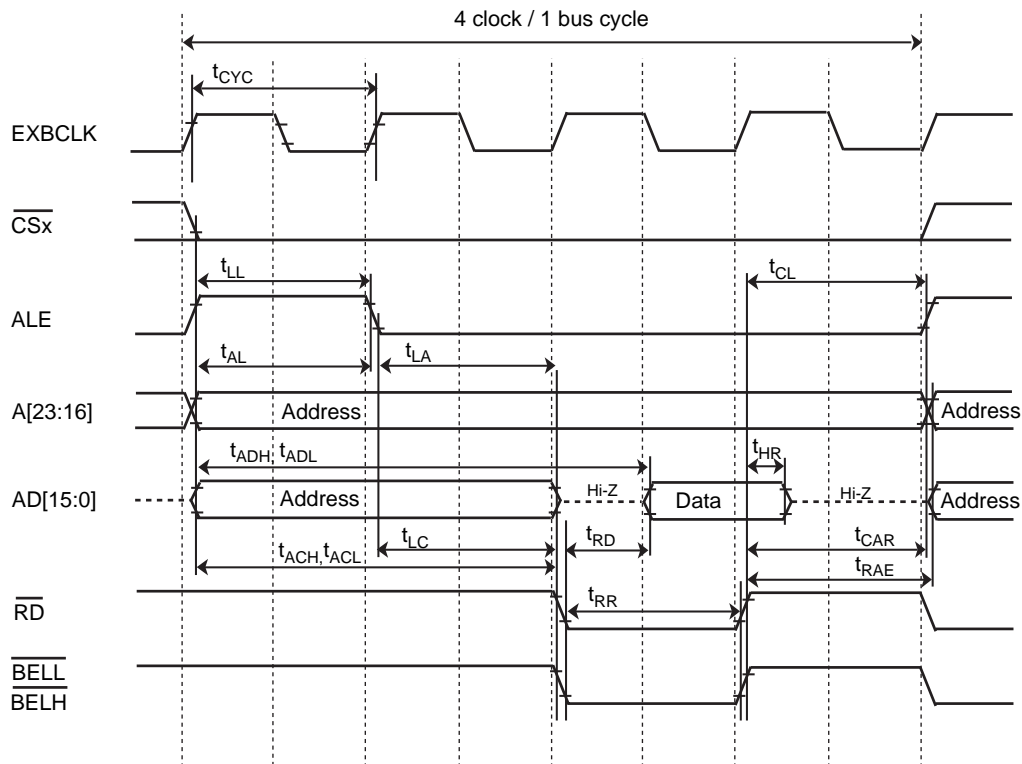 4 clock / 1 bus cycle
tCYC
EXBCLK
CSx
tLL
tCL
ALE
tAL
tLA
A[23:16]
Address
Address
tADH, tADL
tHR
AD[15:0]
Address
Hi-Z
Data
Hi-Z
Address
tLC
tRD
tCAR
tACH,tACL
tRAE
RD
tRR
BELL
BELH